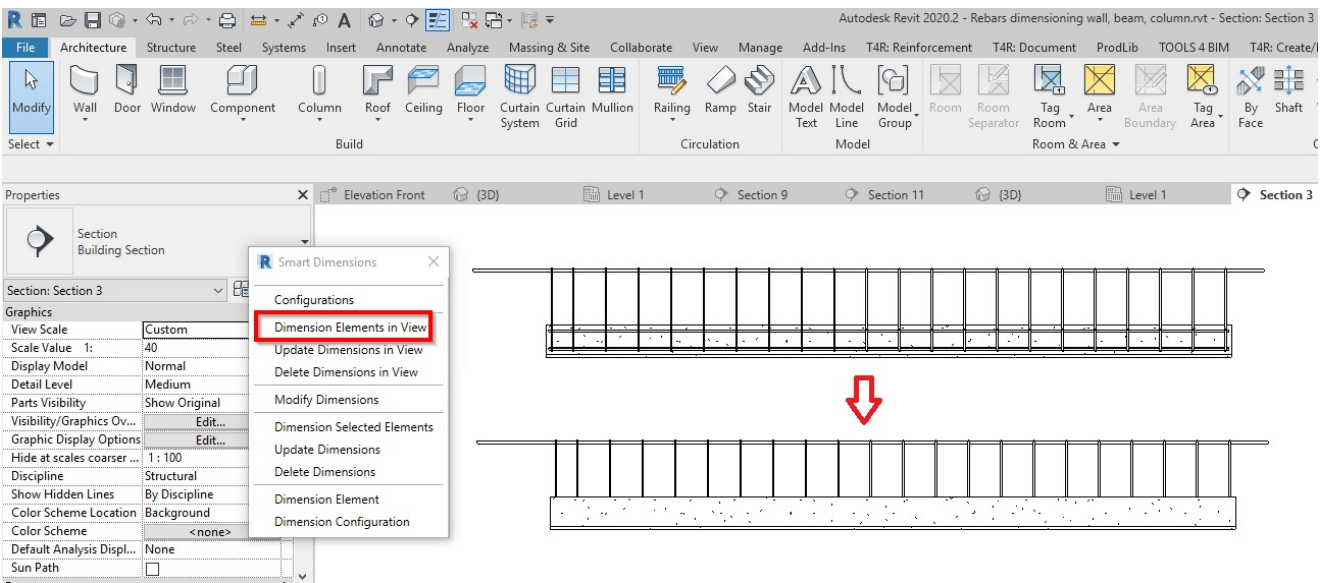 Autodesk Revit 2020.2 - Rebars dimensioning wall, beam, column.rvt - Section: Section 3
File Architecture Structure Steel Systems Insert Annotate Analyze Massing & Site Collaborate View Manage Add-Ins T4R: Reinforcement T4R: Document ProdLib TOOLS 4 BIM T4R: Create/
Modify Wall Door Window Component Column Roof Ceiling Floor Curtain System Curtain Grid Mullion Railing Ramp Stair Model Text Model Line Model Group Room Room Separator Tag Room Area Area Boundary Tag Area By Face Shaft
Select Build Circulation Model Room & Area
Properties Elevation Front {3D} Level 1 Section 9 Section 11 {3D} Level 1 Section 3
Section
Building Section
Section: Section 3
Graphics
View Scale Custom
Scale Value 1: 40
Display Model Normal
Detail Level Medium
Parts Visibility Show Original
Visibility/Graphics Ov... Edit...
Graphic Display Options Edit...
Hide at scales coarser ... 1 : 100
Discipline Structural
Show Hidden Lines By Discipline
Color Scheme Location Background
Color Scheme <none>
Default Analysis Displ... None
Sun Path
Smart Dimensions
Configurations
Dimension Elements in View
Update Dimensions in View
Delete Dimensions in View
Modify Dimensions
Dimension Selected Elements
Update Dimensions
Delete Dimensions
Dimension Element
Dimension Configuration